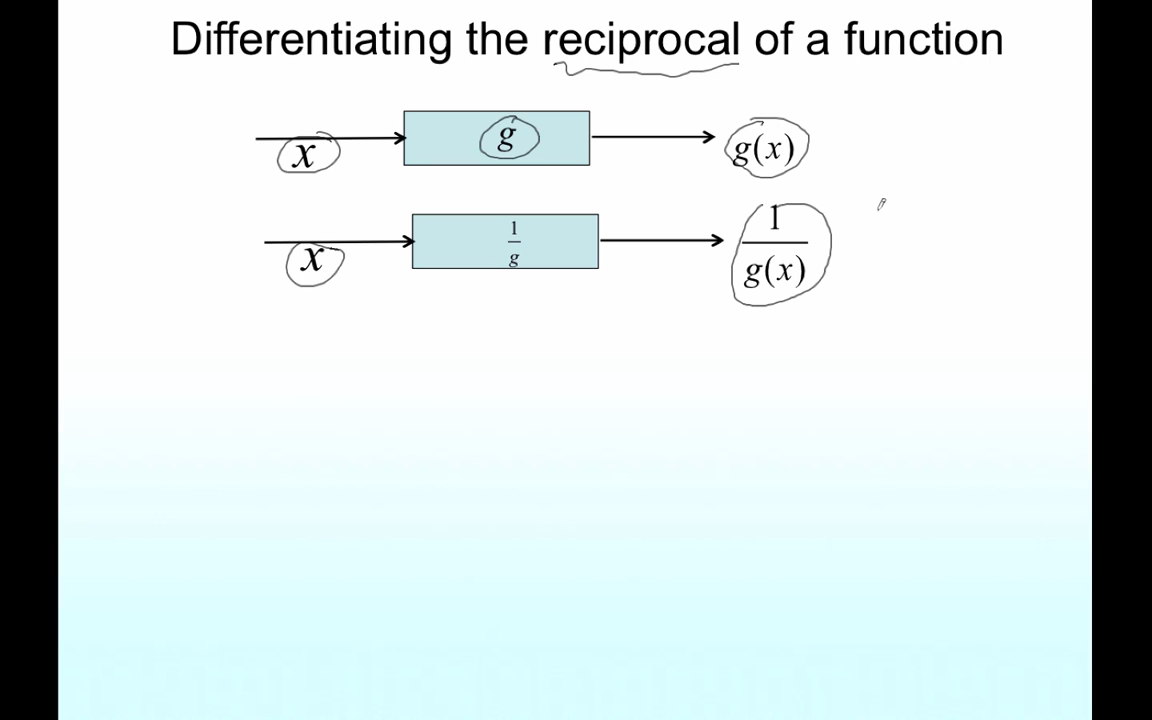 Differentiating the reciprocal of a function
x g g(x)
x 1/g 1/g(x)